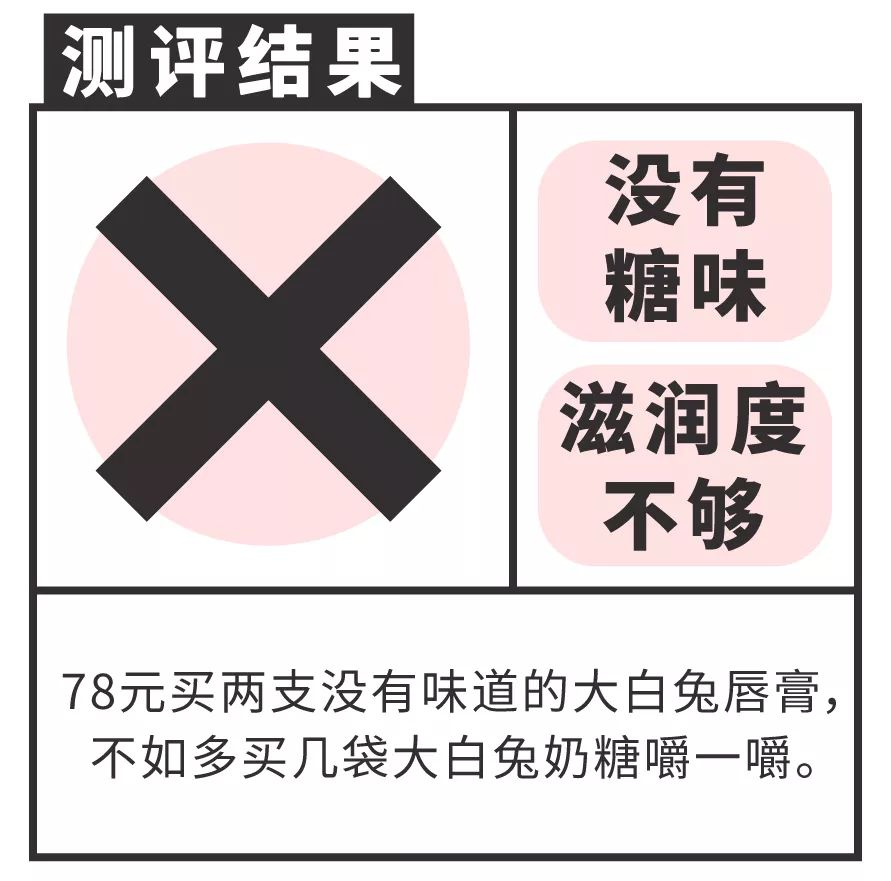 测评结果
没有
糖味
滋润度
不够
78元买两支没有味道的大白兔唇膏，
不如多买几袋大白兔奶糖嚼一嚼。